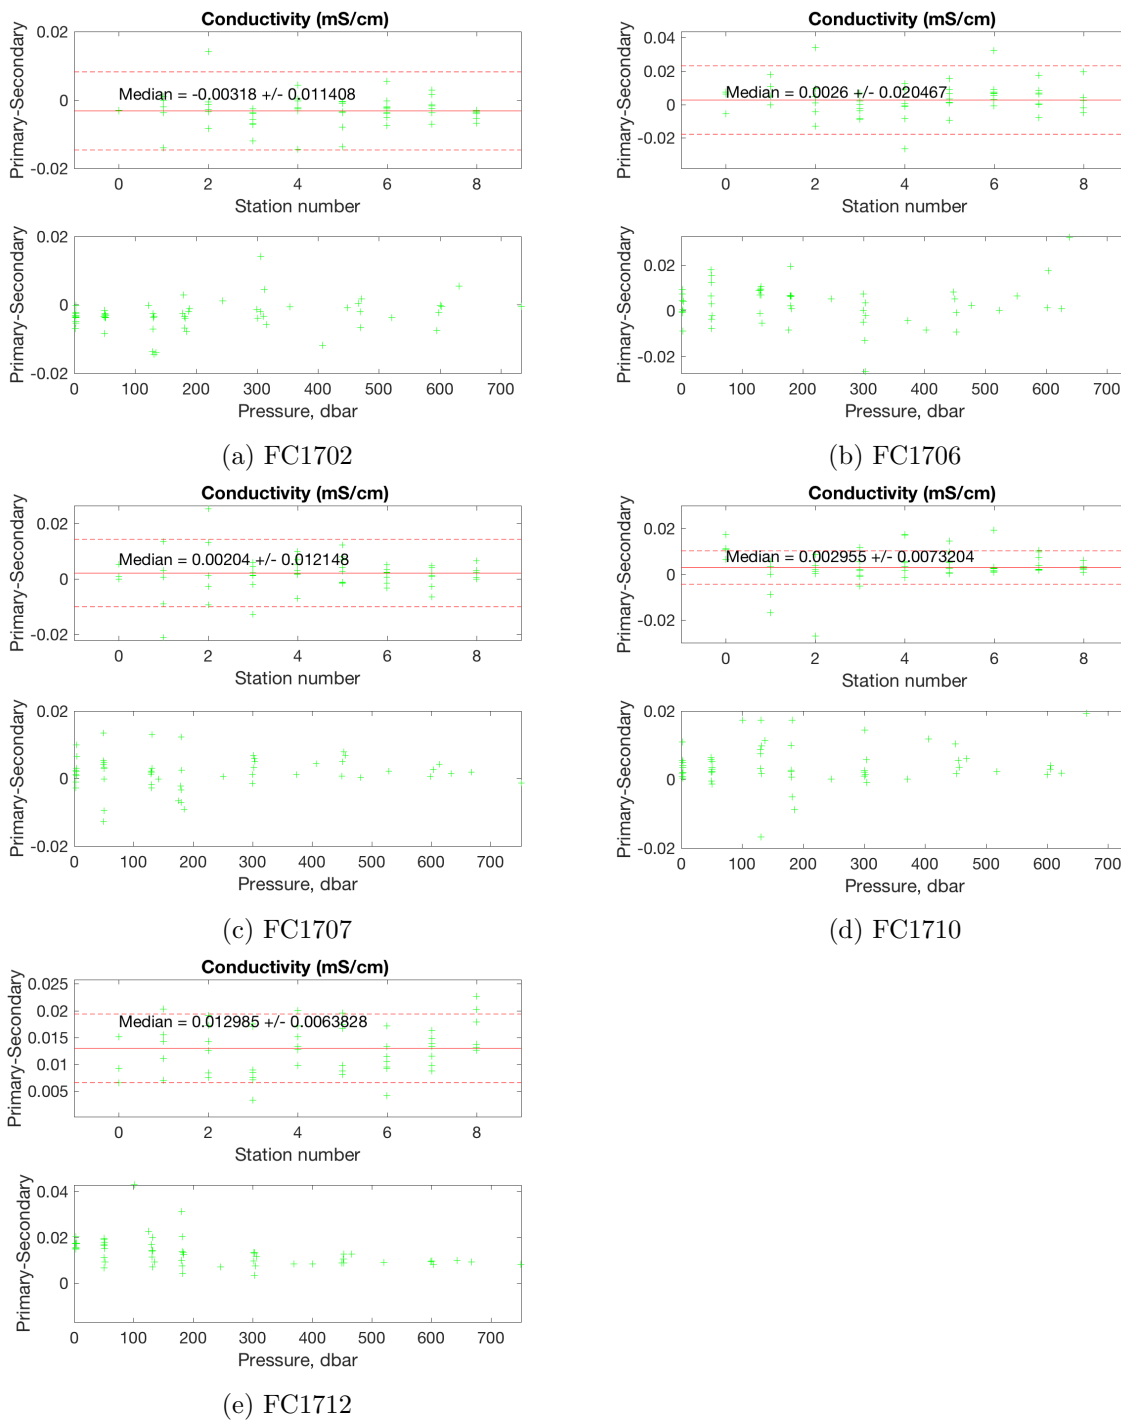 Conductivity (mS/cm)
Primary-Secondary
0.02
0
-0.02
Median = -0.00318 +/- 0.011408
0 2 4 6 8
Station number
Primary-Secondary
0.02
0
-0.02
0 100 200 300 400 500 600 700
Pressure, dbar
(a) FC1702
Conductivity (mS/cm)
Primary-Secondary
0.04
0.02
0
-0.02
Median = 0.0026 +/- 0.020467
0 2 4 6 8
Station number
Primary-Secondary
0.02
0
-0.02
0 100 200 300 400 500 600 700
Pressure, dbar
(b) FC1706
Conductivity (mS/cm)
Primary-Secondary
0.02
0
-0.02
Median = 0.00204 +/- 0.012148
0 2 4 6 8
Station number
Primary-Secondary
0.02
0
-0.02
0 100 200 300 400 500 600 700
Pressure, dbar
(c) FC1707
Conductivity (mS/cm)
Primary-Secondary
0.02
0
-0.02
Median = 0.002955 +/- 0.0073204
0 2 4 6 8
Station number
Primary-Secondary
0.02
0
-0.02
0 100 200 300 400 500 600 700
Pressure, dbar
(d) FC1710
Conductivity (mS/cm)
Primary-Secondary
0.025
0.02
0.015
0.01
0.005
Median = 0.012985 +/- 0.0063828
0 2 4 6 8
Station number
Primary-Secondary
0.04
0.02
0
0 100 200 300 400 500 600 700
Pressure, dbar
(e) FC1712